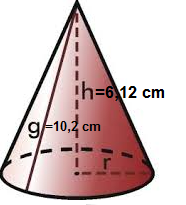 h=6,12 cm
g=10,2 cm
r